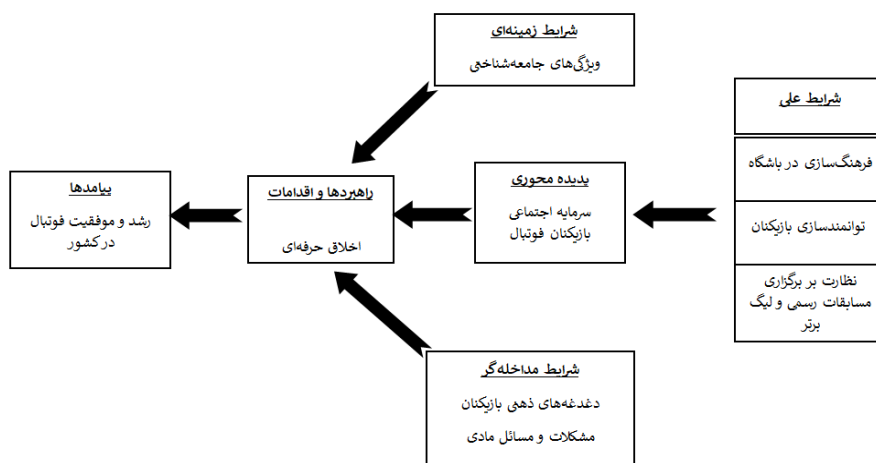 شرایط زمینه‌ای
ویژگی‌های جامعه‌شناختی
شرایط علی
فرهنگ‌سازی در باشگاه
توانمندسازی بازیکنان
نظارت بر برگزاری
مسابقات رسمی و لیگ
برتر
پدیده محوری
سرمایه اجتماعی
بازیکنان فوتبال
راهبردها و اقدامات
اخلاق حرفه‌ای
پیامدها
رشد و موفقیت فوتبال
در کشور
شرایط مداخله‌گر
دغدغه‌های ذهنی بازیکنان
مشکلات و مسائل مادی